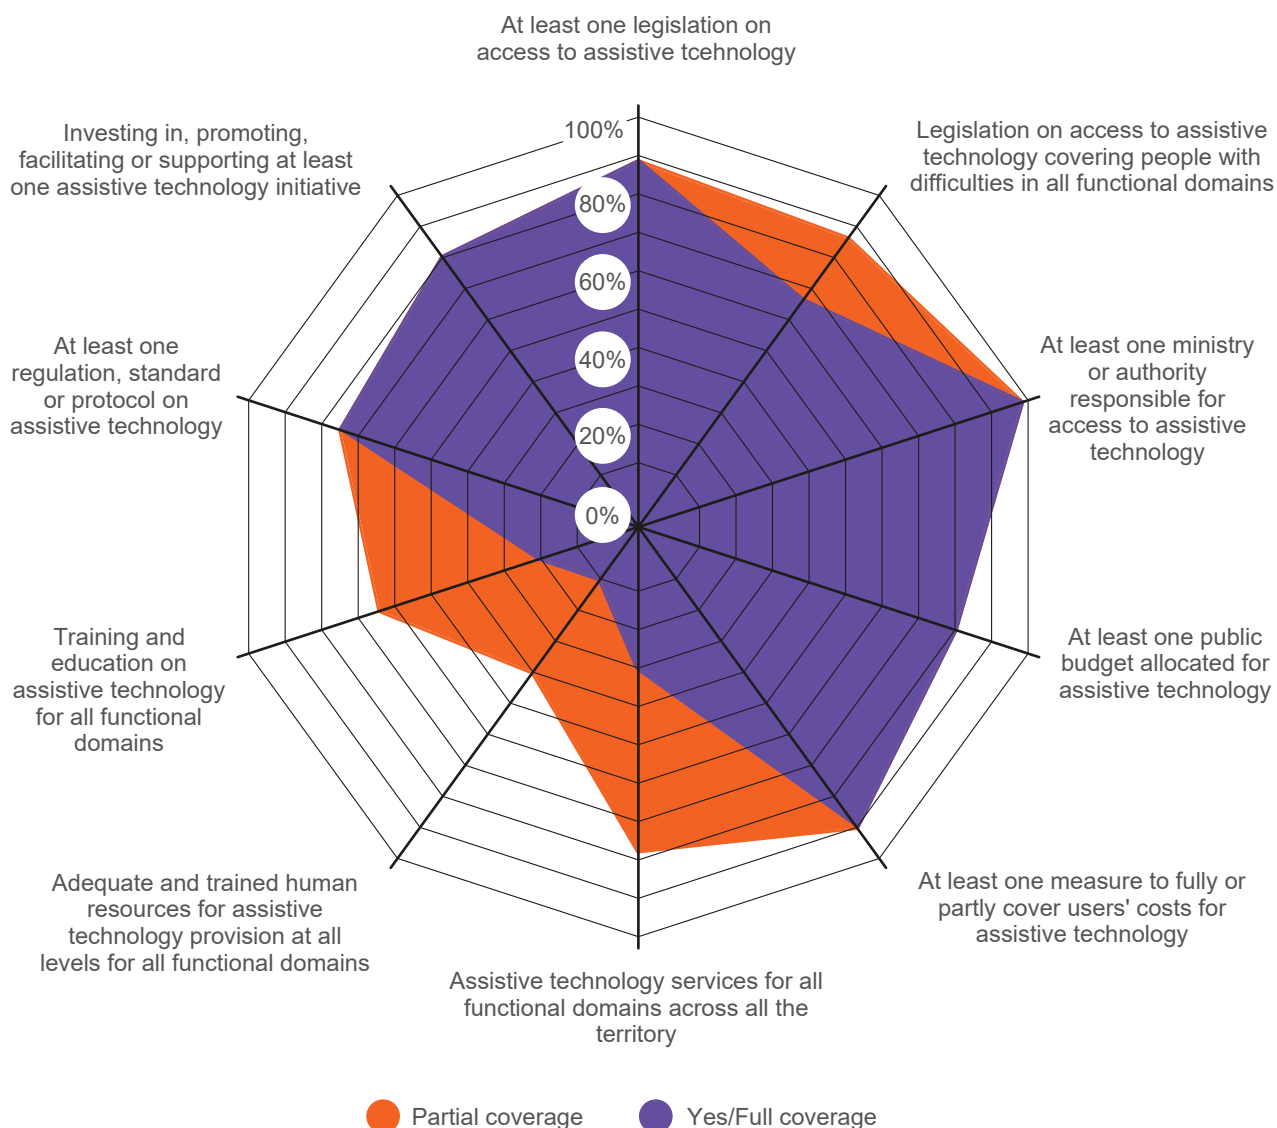 At least one legislation on
access to assistive tcehnology
Legislation on access to assistive
technology covering people with
difficulties in all functional domains
At least one ministry
or authority
responsible for
access to assistive
technology
At least one public
budget allocated for
assistive technology
At least one measure to fully or
partly cover users' costs for
assistive technology
Assistive technology services for all
functional domains across all the
territory
Adequate and trained human
resources for assistive
technology provision at all
levels for all functional domains
Training and
education on
assistive technology
for all functional
domains
At least one
regulation, standard
or protocol on
assistive technology
Investing in, promoting,
facilitating or supporting at least
one assistive technology initiative
100%
80%
60%
40%
20%
0%
Partial coverage
Yes/Full coverage